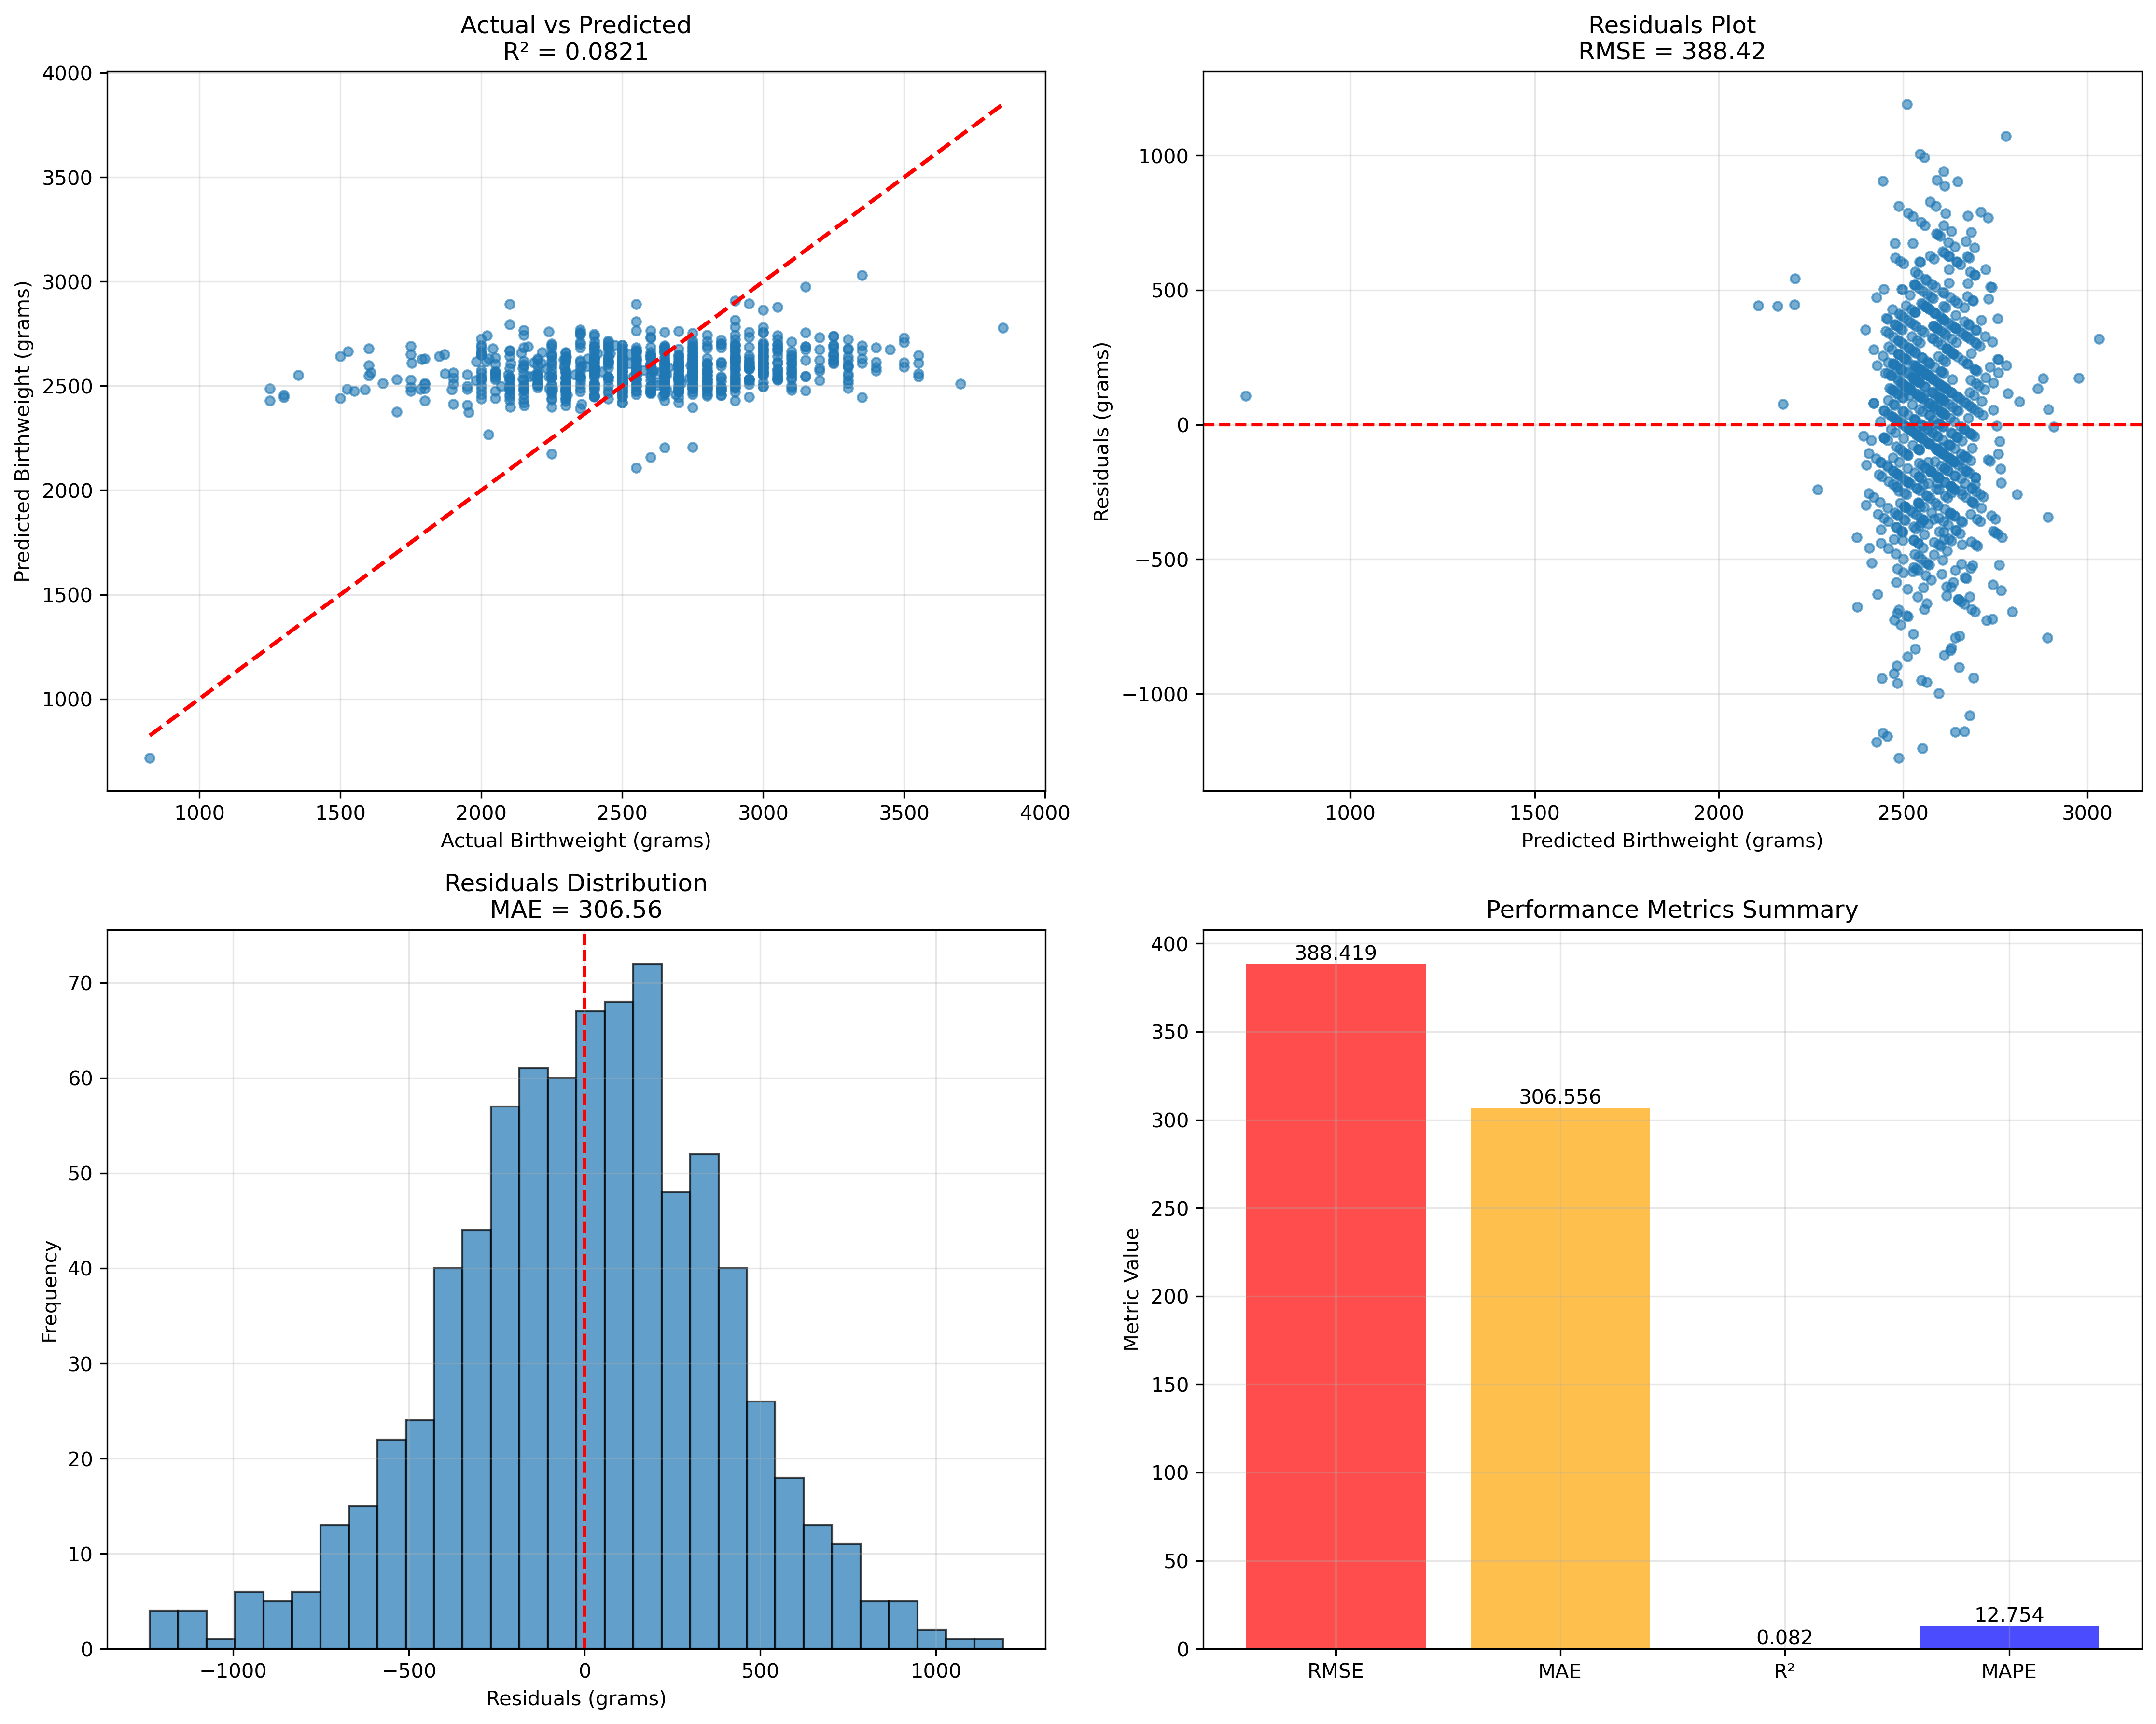 Actual vs Predicted
R² = 0.0821
4000
3500
3000
2500
2000
1500
1000
Predicted Birthweight (grams)
1000 1500 2000 2500 3000 3500 4000
Actual Birthweight (grams)
Residuals Plot
RMSE = 388.42
1000
500
0
−500
−1000
Residuals (grams)
1000 1500 2000 2500 3000
Predicted Birthweight (grams)
Residuals Distribution
MAE = 306.56
70
60
50
40
30
20
10
0
Frequency
−1000 −500 0 500 1000
Residuals (grams)
Performance Metrics Summary
400
350
300
250
200
150
100
50
0
Metric Value
388.419
306.556
0.082
12.754
RMSE MAE R² MAPE